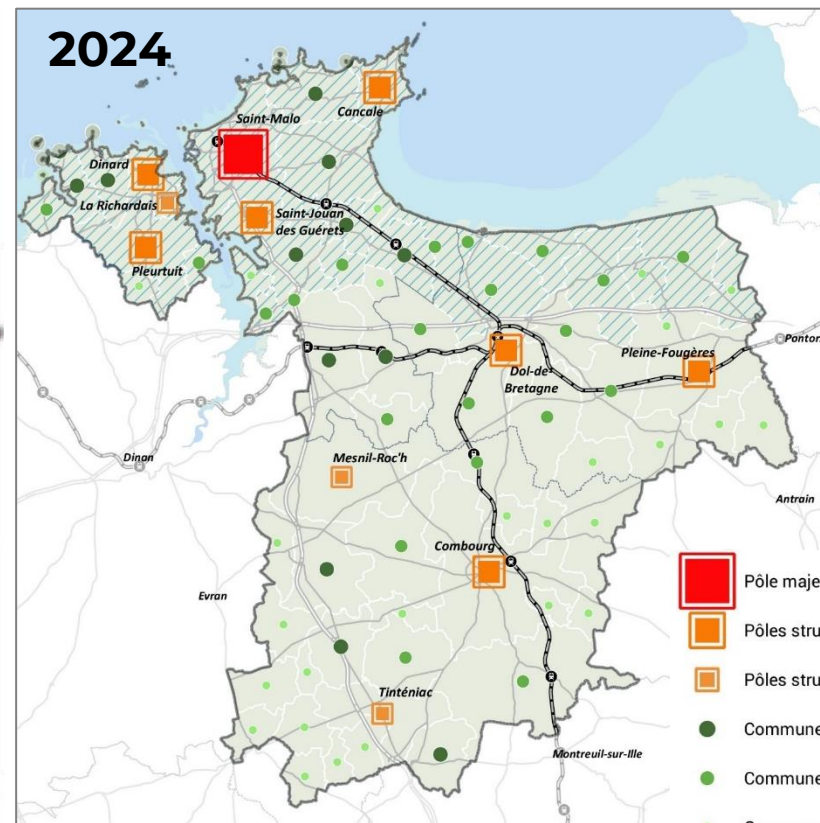 2024
Saint-Malo
Cancale
Dinard
La Richardais
Saint-Jouan
des Guérets
Pleurtuit
Pleine-Fougères
Ponton
Dol-de-
Bretagne
Dinan
Mesnil-Roc'h
Antrain
Combourg
Evran
Pôle maje
Pôles stru
Pôles stru
Tinténiac
Commune
Montreuil-sur-Ille
Commune